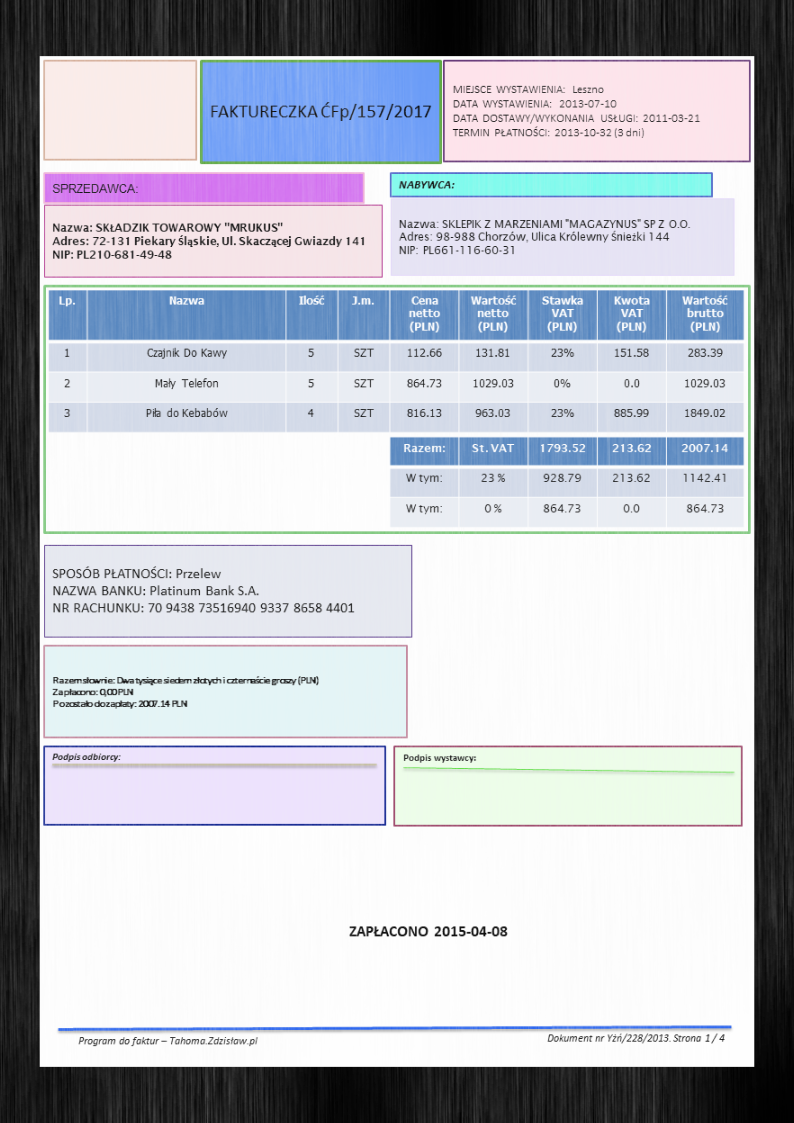 FAKTURECZKA ĆFp/157/2017
MIEJSCE WYSTAWIENIA: Leszno
DATA WYSTAWIENIA: 2013-07-10
DATA DOSTAWY/WYKONANIA USŁUGI: 2011-03-21
TERMIN PŁATNOŚCI: 2013-10-32 (3 dni)
SPRZEDAWCA:
Nazwa: SKŁADZIK TOWAROWY "MRUKUS"
Adres: 72-131 Piekary Śląskie, Ul. Skaczącej Gwiazdy 141
NIP: PL210-681-49-48
NABYWCA:
Nazwa: SKLEPIK Z MARZENIAMI "MAGAZYNUS" SP Z O.O.
Adres: 98-988 Chorzów, Ulica Królewny Śnieżki 144
NIP: PL661-116-60-31
Lp. Nazwa Ilość J.m. Cena netto (PLN) Wartość netto (PLN) Stawka VAT (PLN) Kwota VAT (PLN) Wartość brutto (PLN)
1 Czajnik Do Kawy 5 SZT 112.66 131.81 23% 151.58 283.39
2 Mały Telefon 5 SZT 864.73 1029.03 0% 0.0 1029.03
3 Piła do Kebabów 4 SZT 816.13 963.03 23% 885.99 1849.02
Razem: St. VAT 1793.52 213.62 2007.14
W tym: 23 % 928.79 213.62 1142.41
W tym: 0 % 864.73 0.0 864.73
SPOSÓB PŁATNOŚCI: Przelew
NAZWA BANKU: Platinum Bank S.A.
NR RACHUNKU: 70 9438 73516940 9337 8658 4401
Razem słownie: Dwa tysiące siedem złotych i czternaście groszy (PLN)
Zapłacono: 0,00 PLN
Pozostało do zapłaty: 2007.14 PLN
Podpis odbiorcy:
Podpis wystawcy:
ZAPŁACONO 2015-04-08
Program do faktur – Tahoma.Zdzisław.pl
Dokument nr Yźń/228/2013. Strona 1 / 4